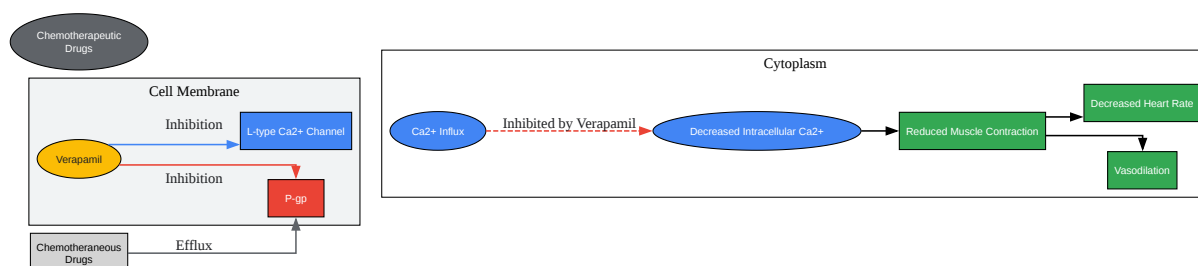 Chemotherapeutic
Drugs
Cell Membrane
Inhibition
L-type Ca2+ Channel
Verapamil
Inhibition
P-gp
Chemotheraneous
Drugs
Efflux
Cytoplasm
Ca2+ Influx
Inhibited by Verapamil
Decreased Intracellular Ca2+
Reduced Muscle Contraction
Decreased Heart Rate
Vasodilation